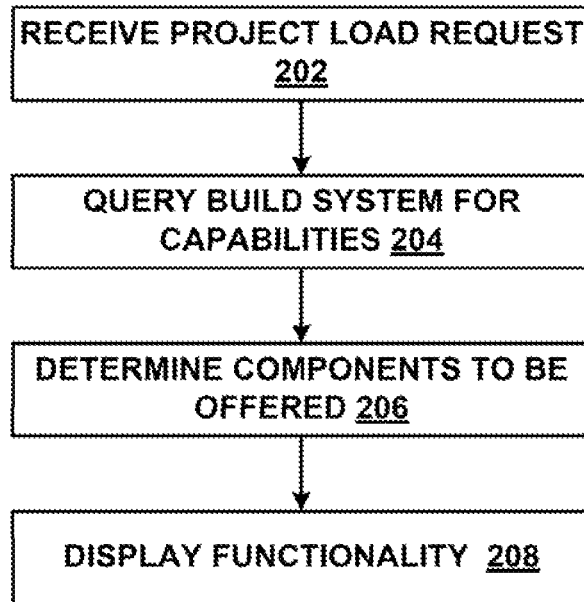 RECEIVE PROJECT LOAD REQUEST
202
QUERY BUILD SYSTEM FOR
CAPABILITIES 204
DETERMINE COMPONENTS TO BE
OFFERED 206
DISPLAY FUNCTIONALITY 208